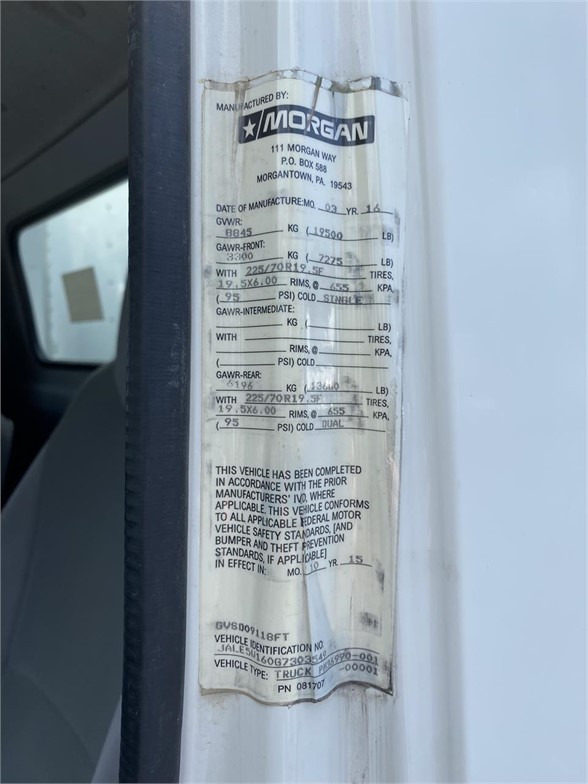 MANUFACTURED BY:
MORGAN
111 MORGAN WAY
P.O. BOX 588
MORGANTOWN, PA. 19543
DATE OF MANUFACTURE: MO. 03 YR. 16
GVWR:
8845 KG (19500 LB)
GAWR-FRONT:
3300 KG (7275 LB)
WITH 225/70R19.5F TIRES,
19.5X6.00 RIMS, @ 655 KPA,
(95 PSI) COLD SINGLE
GAWR-INTERMEDIATE:
KG ( LB)
WITH TIRES,
RIMS, @ KPA,
( PSI) COLD
GAWR-REAR:
6196 KG (13660 LB)
WITH 225/70R19.5F TIRES,
19.5X6.00 RIMS, @ 655 KPA,
(95 PSI) COLD DUAL
THIS VEHICLE HAS BEEN COMPLETED
IN ACCORDANCE WITH THE PRIOR
MANUFACTURERS' IVD, WHERE
APPLICABLE. THIS VEHICLE CONFORMS
TO ALL APPLICABLE FEDERAL MOTOR
VEHICLE SAFETY STANDARDS, [AND
BUMPER AND THEFT PREVENTION
STANDARDS, IF APPLICABLE]
IN EFFECT IN: MO. 10 YR. 15
GVSD09118FT
VEHICLE IDENTIFICATION NO.
-001
VEHICLE TYPE: TRUCK -00001
PN 081707